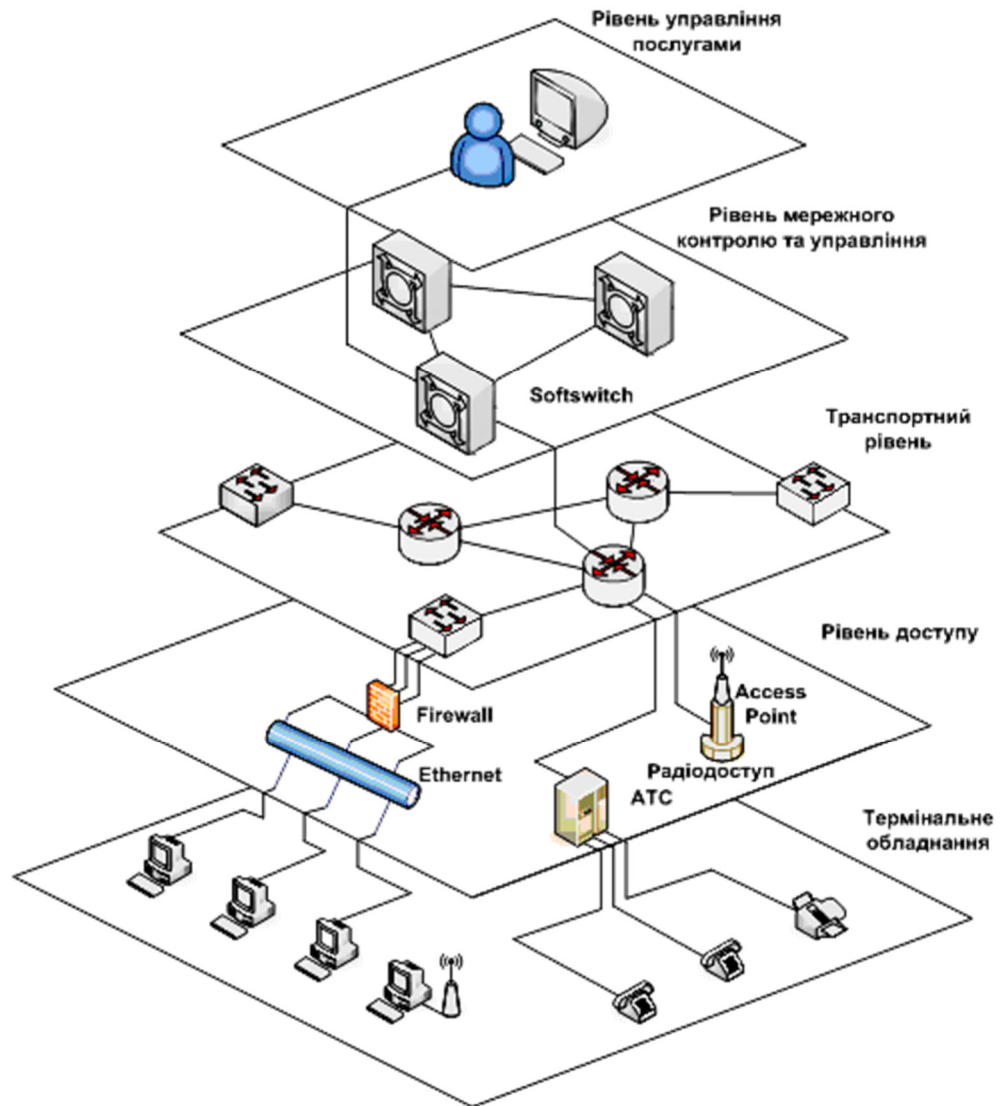 Рівень управління
послугами
Рівень мережного
контролю та управління
Softswitch
Транспортний
рівень
Рівень доступу
Access
Point
Firewall
Ethernet
Радіодоступ
АТС
Термінальне
обладнання